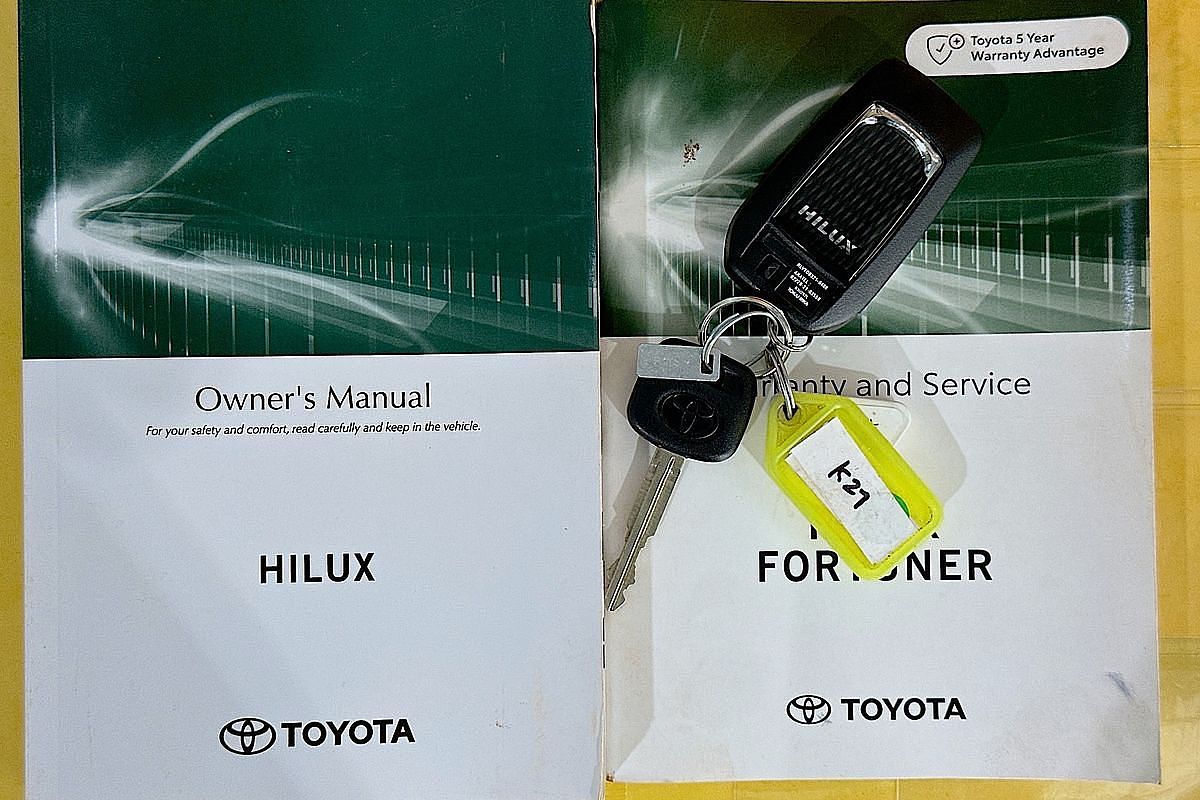 Owner's Manual
For your safety and comfort, read carefully and keep in the vehicle.
HILUX
TOYOTA
Toyota 5 Year
Warranty Advantage
HILUX
and Service
K27
FORTUNER
TOYOTA